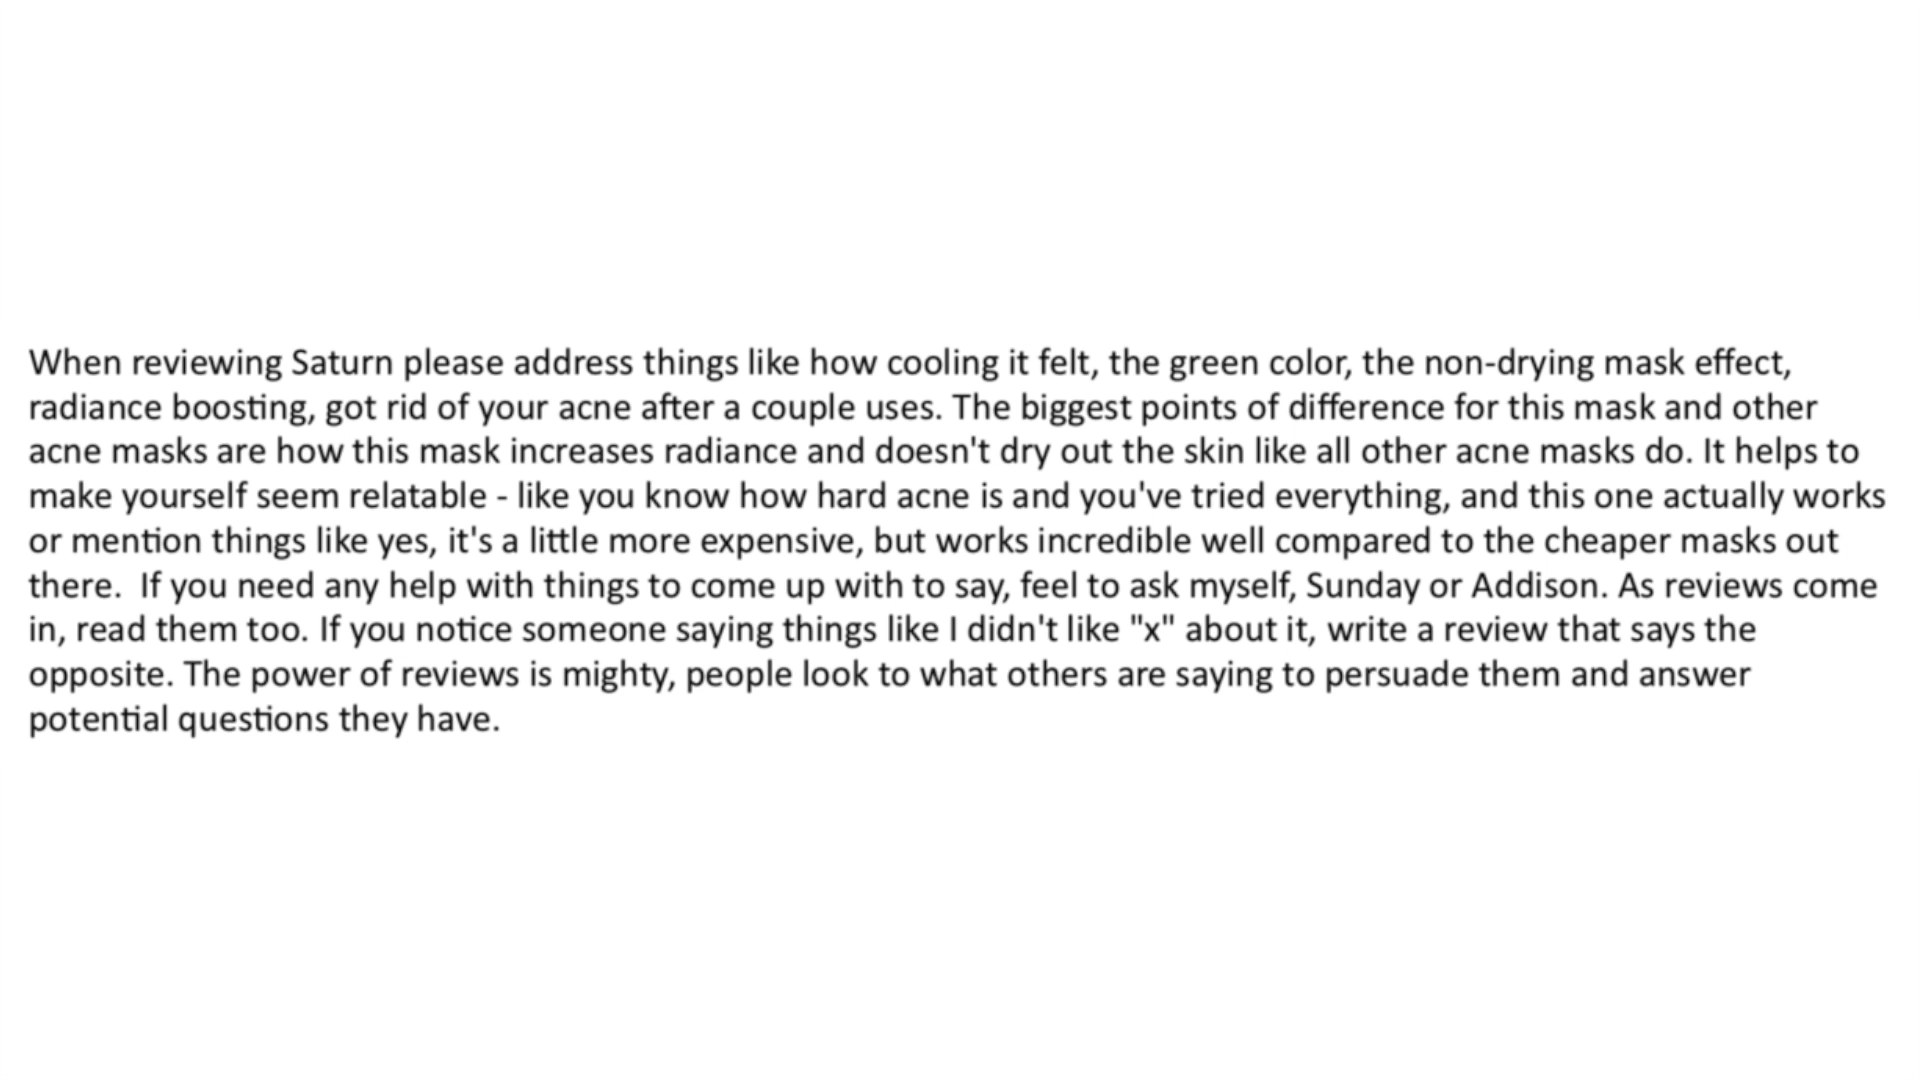 When reviewing Saturn please address things like how cooling it felt, the green color, the non-drying mask effect,
radiance boosting, got rid of your acne after a couple uses. The biggest points of difference for this mask and other
acne masks are how this mask increases radiance and doesn't dry out the skin like all other acne masks do. It helps to
make yourself seem relatable - like you know how hard acne is and you've tried everything, and this one actually works
or mention things like yes, it's a little more expensive, but works incredible well compared to the cheaper masks out
there.  If you need any help with things to come up with to say, feel to ask myself, Sunday or Addison. As reviews come
in, read them too. If you notice someone saying things like I didn't like "x" about it, write a review that says the
opposite. The power of reviews is mighty, people look to what others are saying to persuade them and answer
potential questions they have.